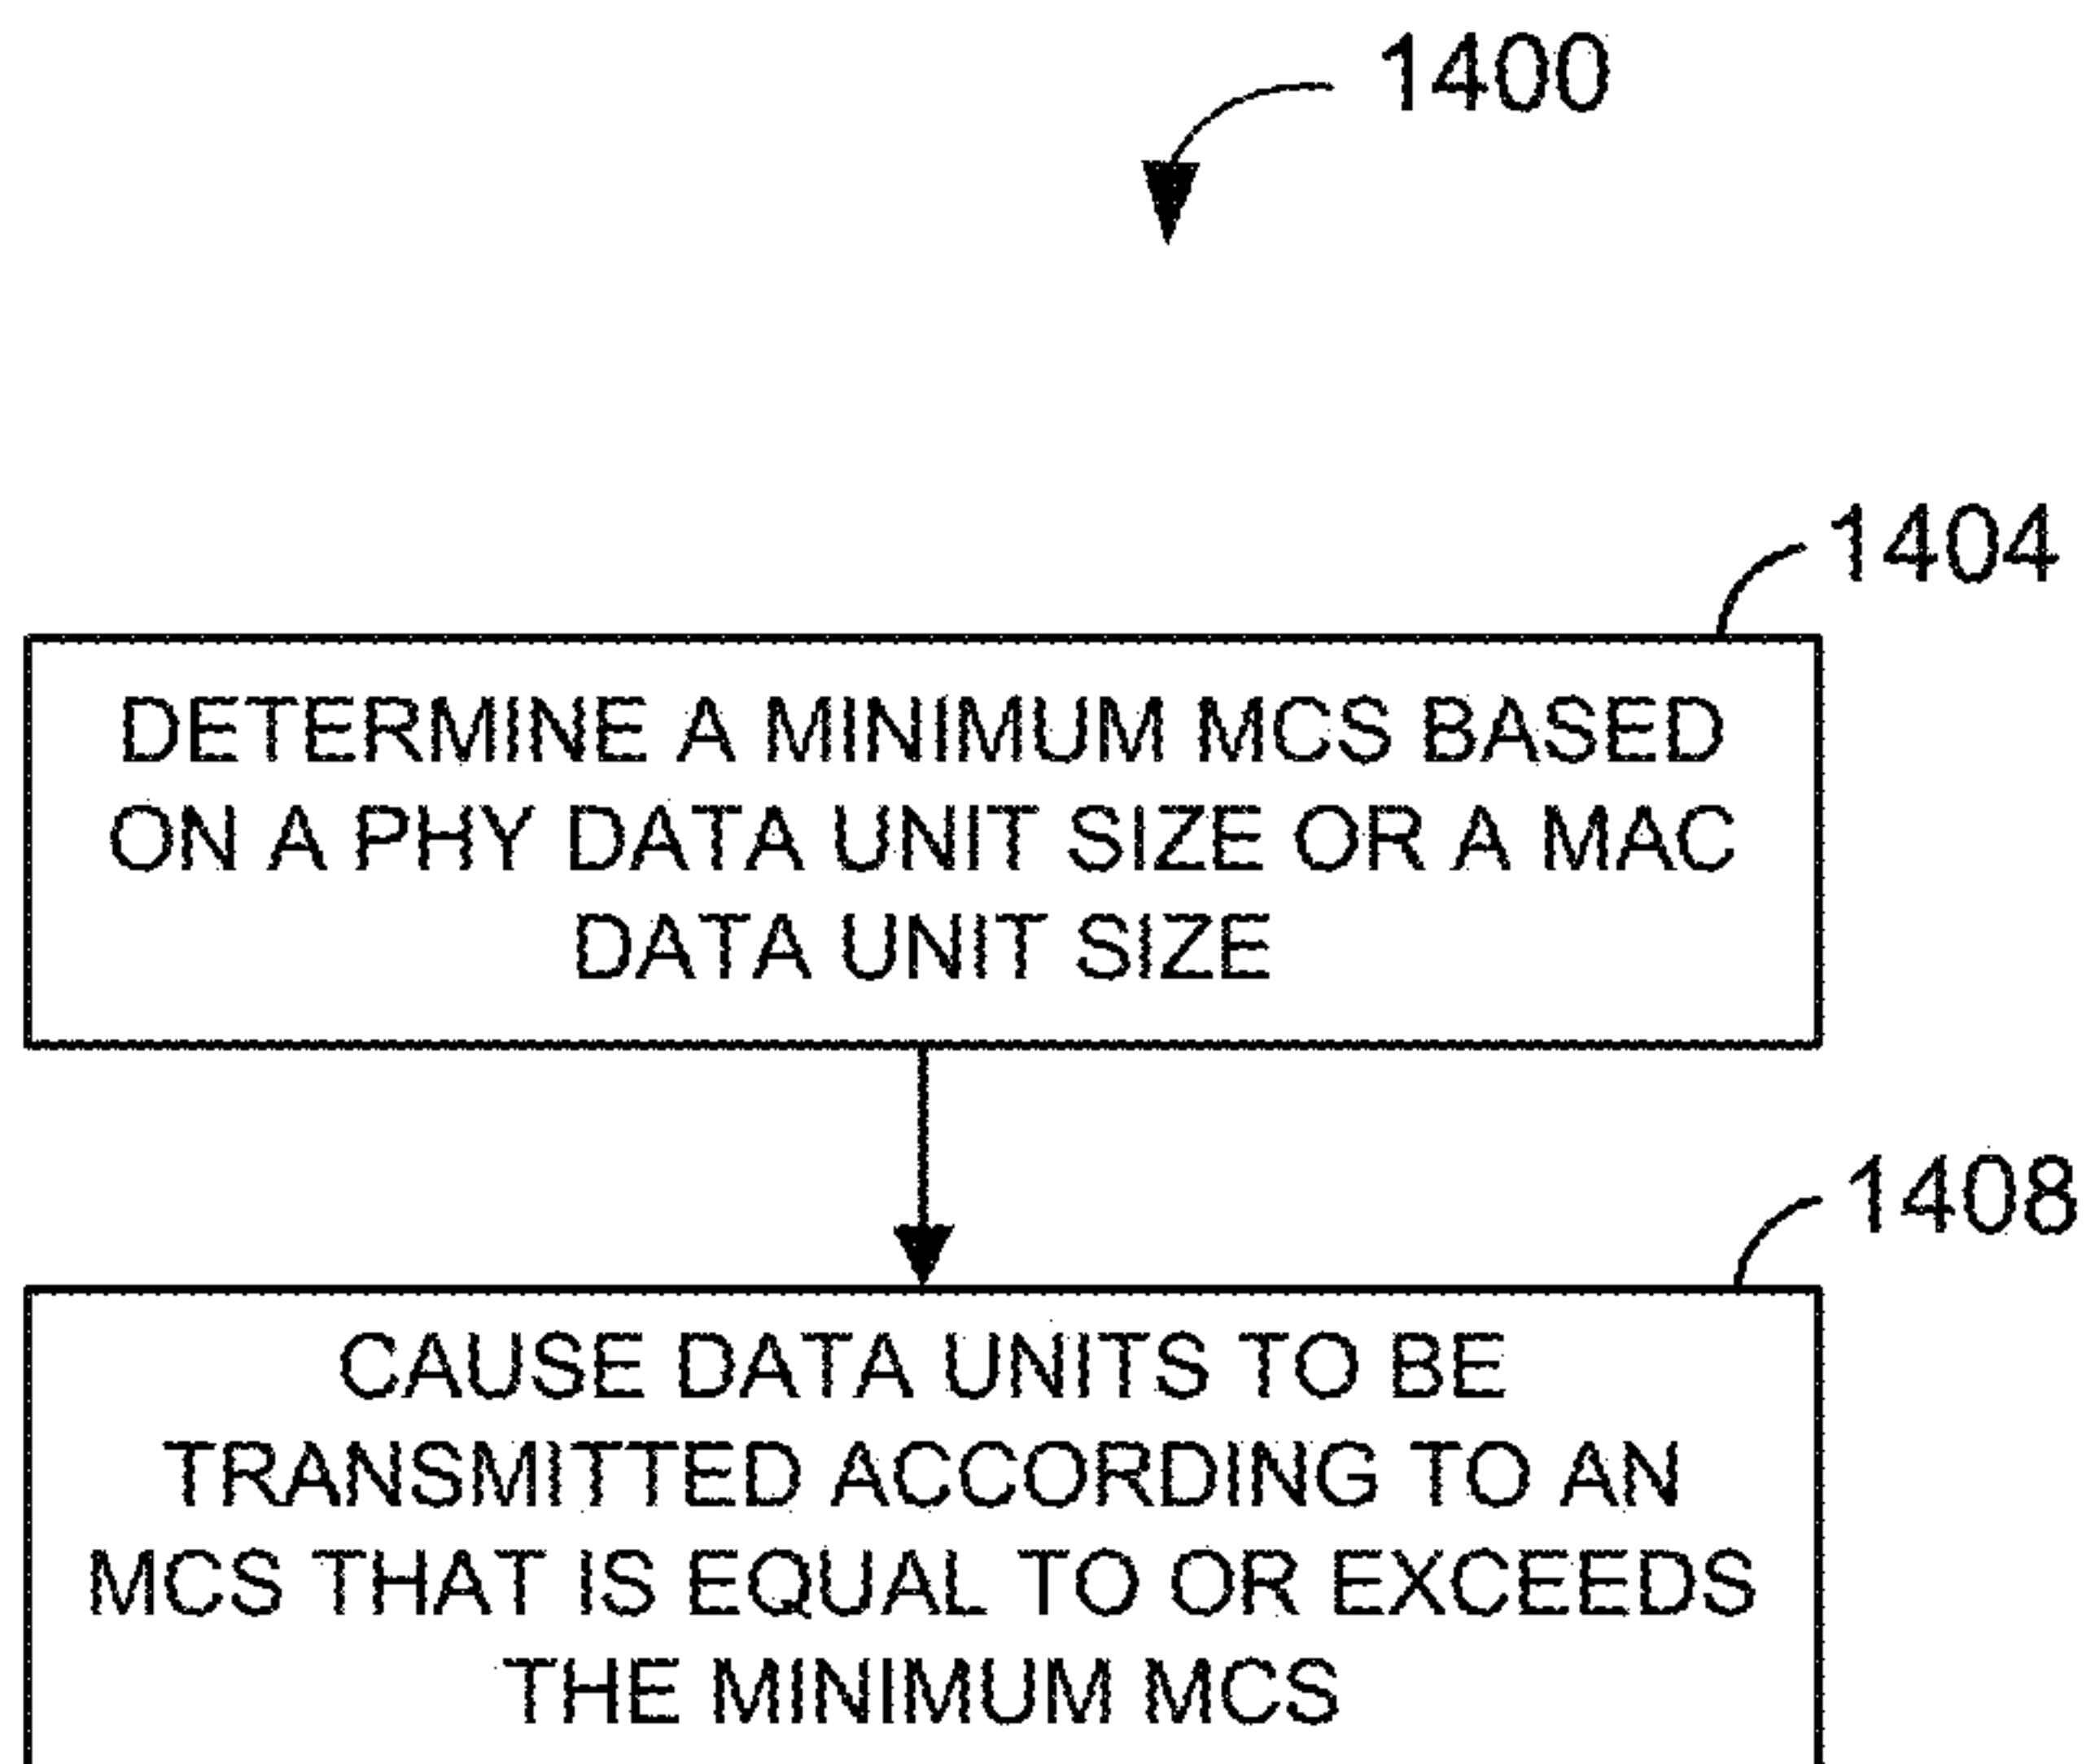 1400
1404
DETERMINE A MINIMUM MCS BASED
ON A PHY DATA UNIT SIZE OR A MAC
DATA UNIT SIZE
1408
CAUSE DATA UNITS TO BE
TRANSMITTED ACCORDING TO AN
MCS THAT IS EQUAL TO OR EXCEEDS
THE MINIMUM MCS